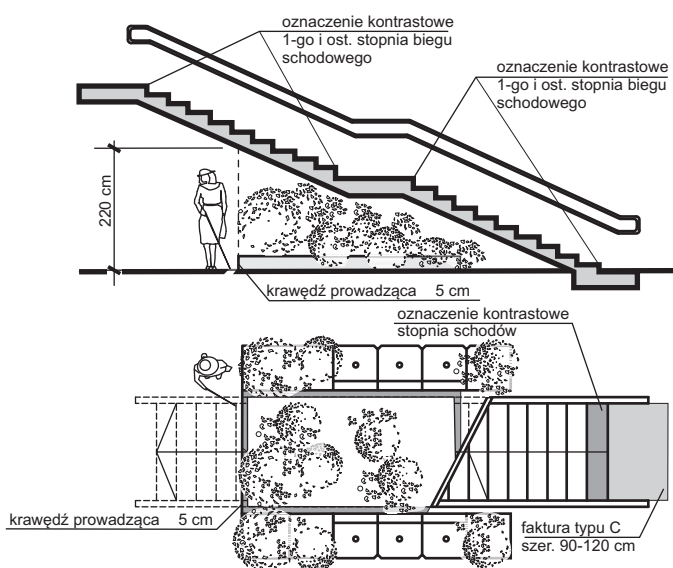 oznaczenie kontrastowe
1-go i ost. stopnia biegu
schodowego
oznaczenie kontrastowe
1-go i ost. stopnia biegu
schodowego
220 cm
krawędź prowadząca 5 cm
oznaczenie kontrastowe
stopnia schodów
krawędź prowadząca 5 cm
faktura typu C
szer. 90-120 cm